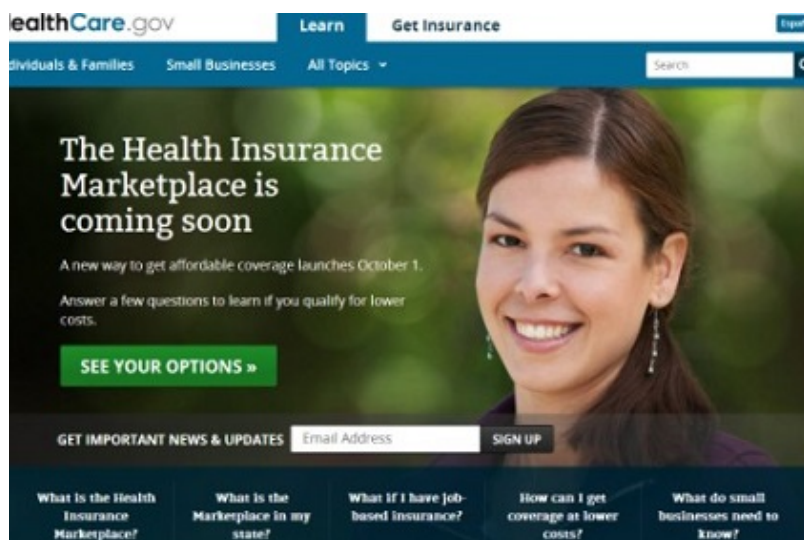 ealthCare.gov
Learn
Get Insurance
Españ
dividuals & Families
Small Businesses
All Topics
Search
The Health Insurance
Marketplace is
coming soon
A new way to get affordable coverage launches October 1.
Answer a few questions to learn if you qualify for lower
costs.
SEE YOUR OPTIONS »
GET IMPORTANT NEWS & UPDATES
Email Address
SIGN UP
What is the Health
Insurance
Marketplace?
What is the
Marketplace in my
state?
What if I have job-
based insurance?
How can I get
coverage at lower
costs?
What do small
businesses need to
know?